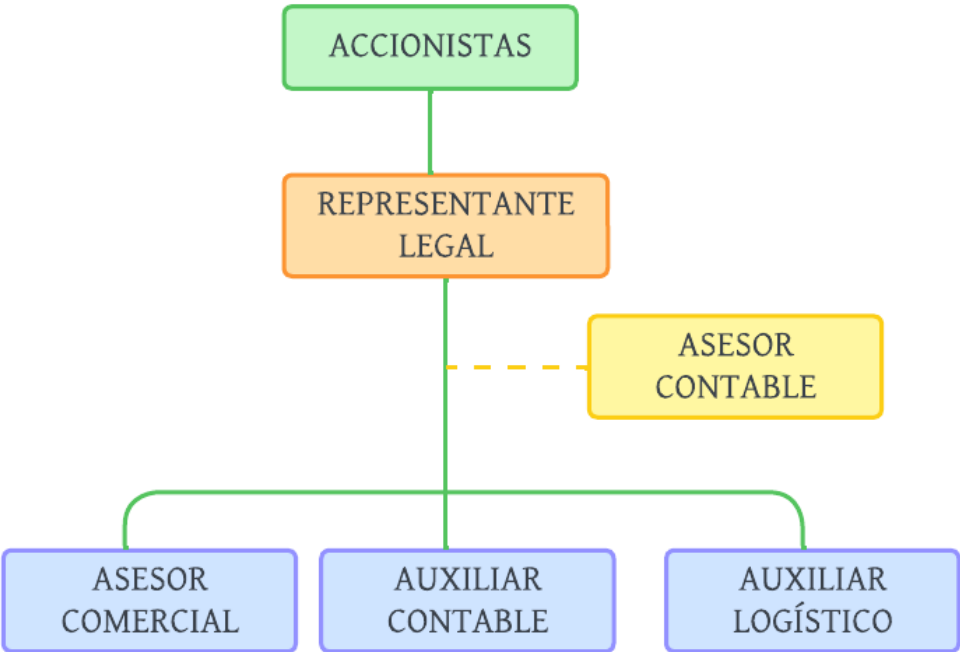 ACCIONISTAS
REPRESENTANTE
LEGAL
ASESOR
CONTABLE
ASESOR
COMERCIAL
AUXILIAR
CONTABLE
AUXILIAR
LOGÍSTICO